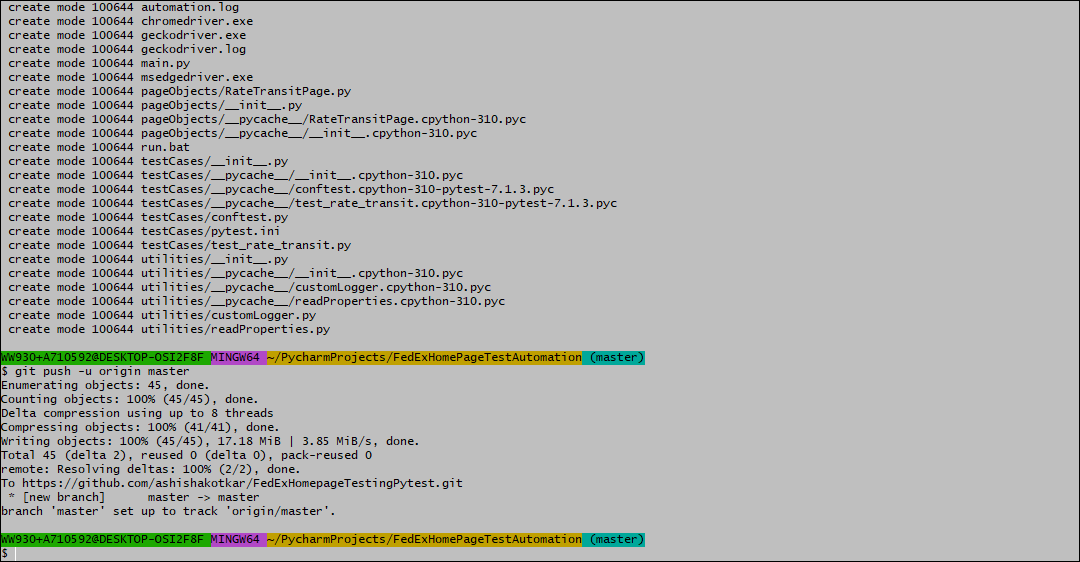 create mode 100644 automation.log
create mode 100644 chromedriver.exe
create mode 100644 geckodriver.exe
create mode 100644 geckodriver.log
create mode 100644 main.py
create mode 100644 msedgedriver.exe
create mode 100644 pageObjects/RateTransitPage.py
create mode 100644 pageObjects/__init__.py
create mode 100644 pageObjects/__pycache__/RateTransitPage.cpython-310.pyc
create mode 100644 pageObjects/__pycache__/__init__.cpython-310.pyc
create mode 100644 run.bat
create mode 100644 testCases/__init__.py
create mode 100644 testCases/__pycache__/__init__.cpython-310.pyc
create mode 100644 testCases/__pycache__/conftest.cpython-310-pytest-7.1.3.pyc
create mode 100644 testCases/__pycache__/test_rate_transit.cpython-310-pytest-7.1.3.pyc
create mode 100644 testCases/conftest.py
create mode 100644 testCases/pytest.ini
create mode 100644 testCases/test_rate_transit.py
create mode 100644 utilities/__init__.py
create mode 100644 utilities/__pycache__/__init__.cpython-310.pyc
create mode 100644 utilities/__pycache__/customLogger.cpython-310.pyc
create mode 100644 utilities/__pycache__/readProperties.cpython-310.pyc
create mode 100644 utilities/customLogger.py
create mode 100644 utilities/readProperties.py
WW930+A710592@DESKTOP-OSI2F8F MINGW64 ~/PycharmProjects/FedExHomePageTestAutomation (master)
$ git push -u origin master
Enumerating objects: 45, done.
Counting objects: 100% (45/45), done.
Delta compression using up to 8 threads
Compressing objects: 100% (41/41), done.
Writing objects: 100% (45/45), 17.18 MiB | 3.85 MiB/s, done.
Total 45 (delta 2), reused 0 (delta 0), pack-reused 0
remote: Resolving deltas: 100% (2/2), done.
To https://github.com/ashishakotkar/FedExHomepageTestingPytest.git
 * [new branch]      master -> master
branch 'master' set up to track 'origin/master'.
WW930+A710592@DESKTOP-OSI2F8F MINGW64 ~/PycharmProjects/FedExHomePageTestAutomation (master)
$